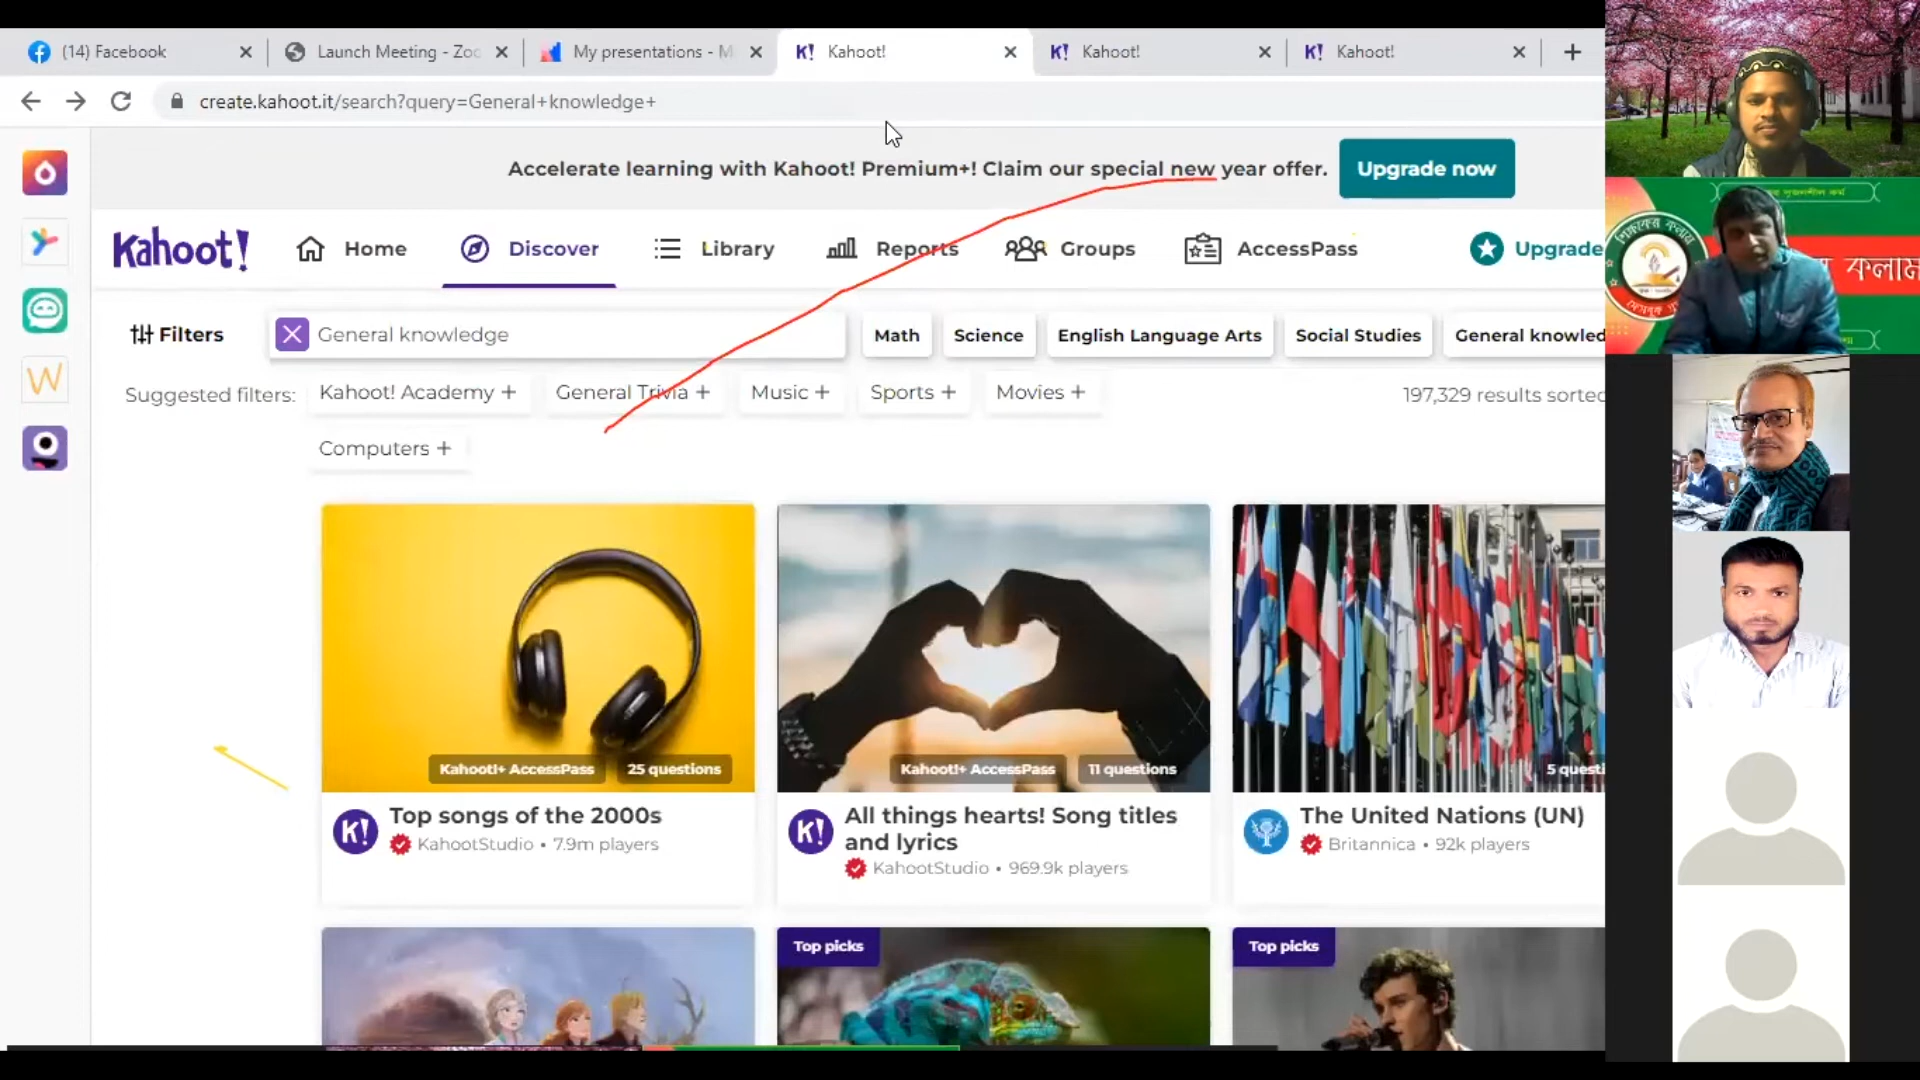 (14) Facebook
Launch Meeting - Zoo
My presentations - M
K! Kahoot!
K! Kahoot!
K! Kahoot!
create.kahoot.it/search?query=General+knowledge+
Accelerate learning with Kahoot! Premium+! Claim our special new year offer.
Upgrade now
Kahoot!
Home
Discover
Library
Reports
Groups
AccessPass
Upgrade
Filters
General knowledge
Math
Science
English Language Arts
Social Studies
General knowled
Suggested filters:
Kahoot! Academy +
General Trivia +
Music +
Sports +
Movies +
197,329 results sorted
Computers +
Kahoot!+ AccessPass
25 questions
Kahoot!+ AccessPass
11 questions
5 questi
K!
Top songs of the 2000s
KahootStudio • 7.9m players
K!
All things hearts! Song titles
and lyrics
KahootStudio • 969.9k players
The United Nations (UN)
Britannica • 92k players
Top picks
Top picks
W
কলাম